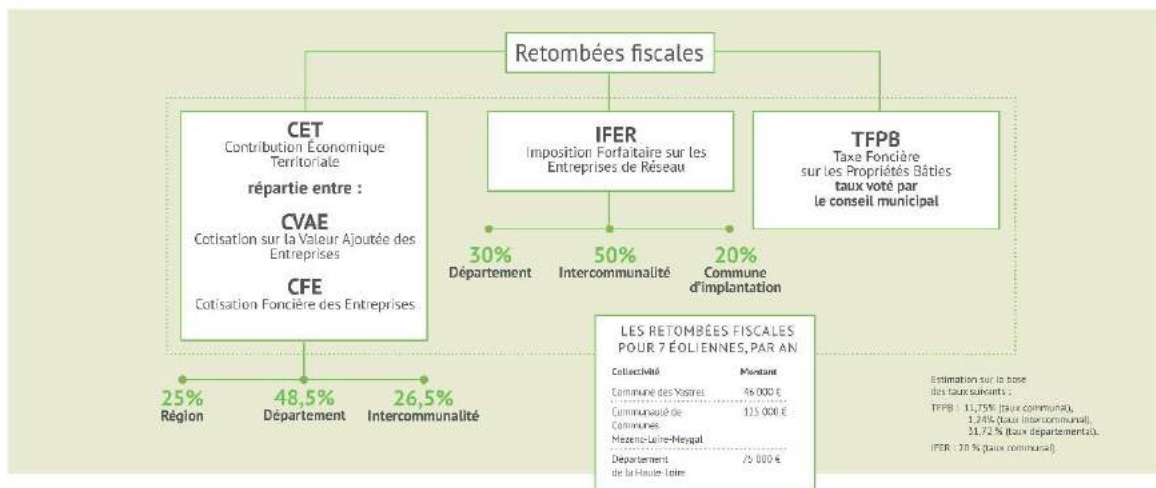 Retombées fiscales
CET
Contribution Économique
Territoriale
répartie entre :
CVAE
Cotisation sur la Valeur Ajoutée des
Entreprises
CFE
Cotisation Foncière des Entreprises
25%
Région
48,5%
Département
26,5%
Intercommunalité
IFER
Imposition Forfaitaire sur les
Entreprises de Réseau
30%
Département
50%
Intercommunalité
20%
Commune
d'implantation
TFPB
Taxe Foncière
sur les Propriétés Bâties
taux voté par
le conseil municipal
LES RETOMBÉES FISCALES
POUR 7 ÉOLIENNES, PAR AN
Collectivité Montant
Commune des Vastres 46 000 €
Communauté de 125 000 €
Communes
Mézenc-Loire-Meygal
Département 75 000 €
de la Haute-Loire
Estimation sur la base
des taux suivants :
TFPB : 11,75% (taux communal),
1,24% (taux intercommunal),
31,72 % (taux départemental).
IFER : 20 % (taux communal)